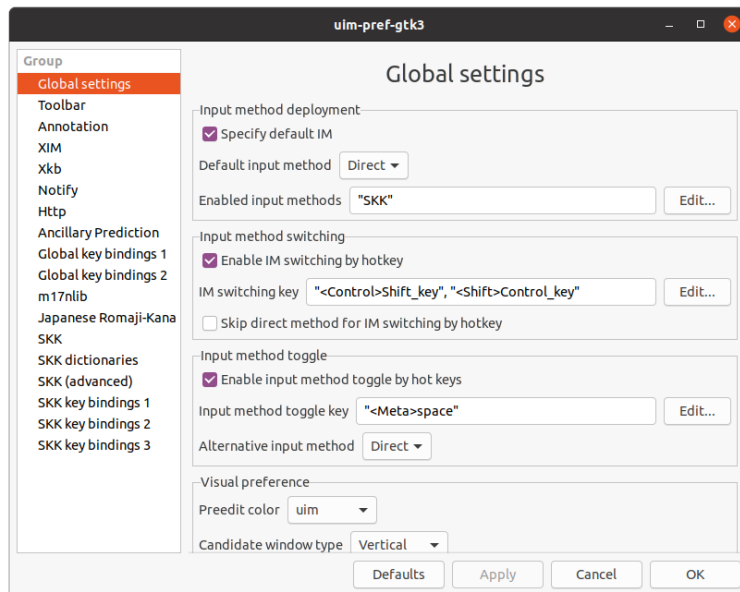 uim-pref-gtk3
Group
Global settings
Toolbar
Annotation
XIM
Xkb
Notify
Http
Ancillary Prediction
Global key bindings 1
Global key bindings 2
m17nlib
Japanese Romaji-Kana
SKK
SKK dictionaries
SKK (advanced)
SKK key bindings 1
SKK key bindings 2
SKK key bindings 3
Global settings
Input method deployment
Specify default IM
Default input method Direct
Enabled input methods "SKK" Edit...
Input method switching
Enable IM switching by hotkey
IM switching key "<Control>Shift_key", "<Shift>Control_key" Edit...
Skip direct method for IM switching by hotkey
Input method toggle
Enable input method toggle by hot keys
Input method toggle key "<Meta>space" Edit...
Alternative input method Direct
Visual preference
Preedit color uim
Candidate window type Vertical
Defaults Apply Cancel OK